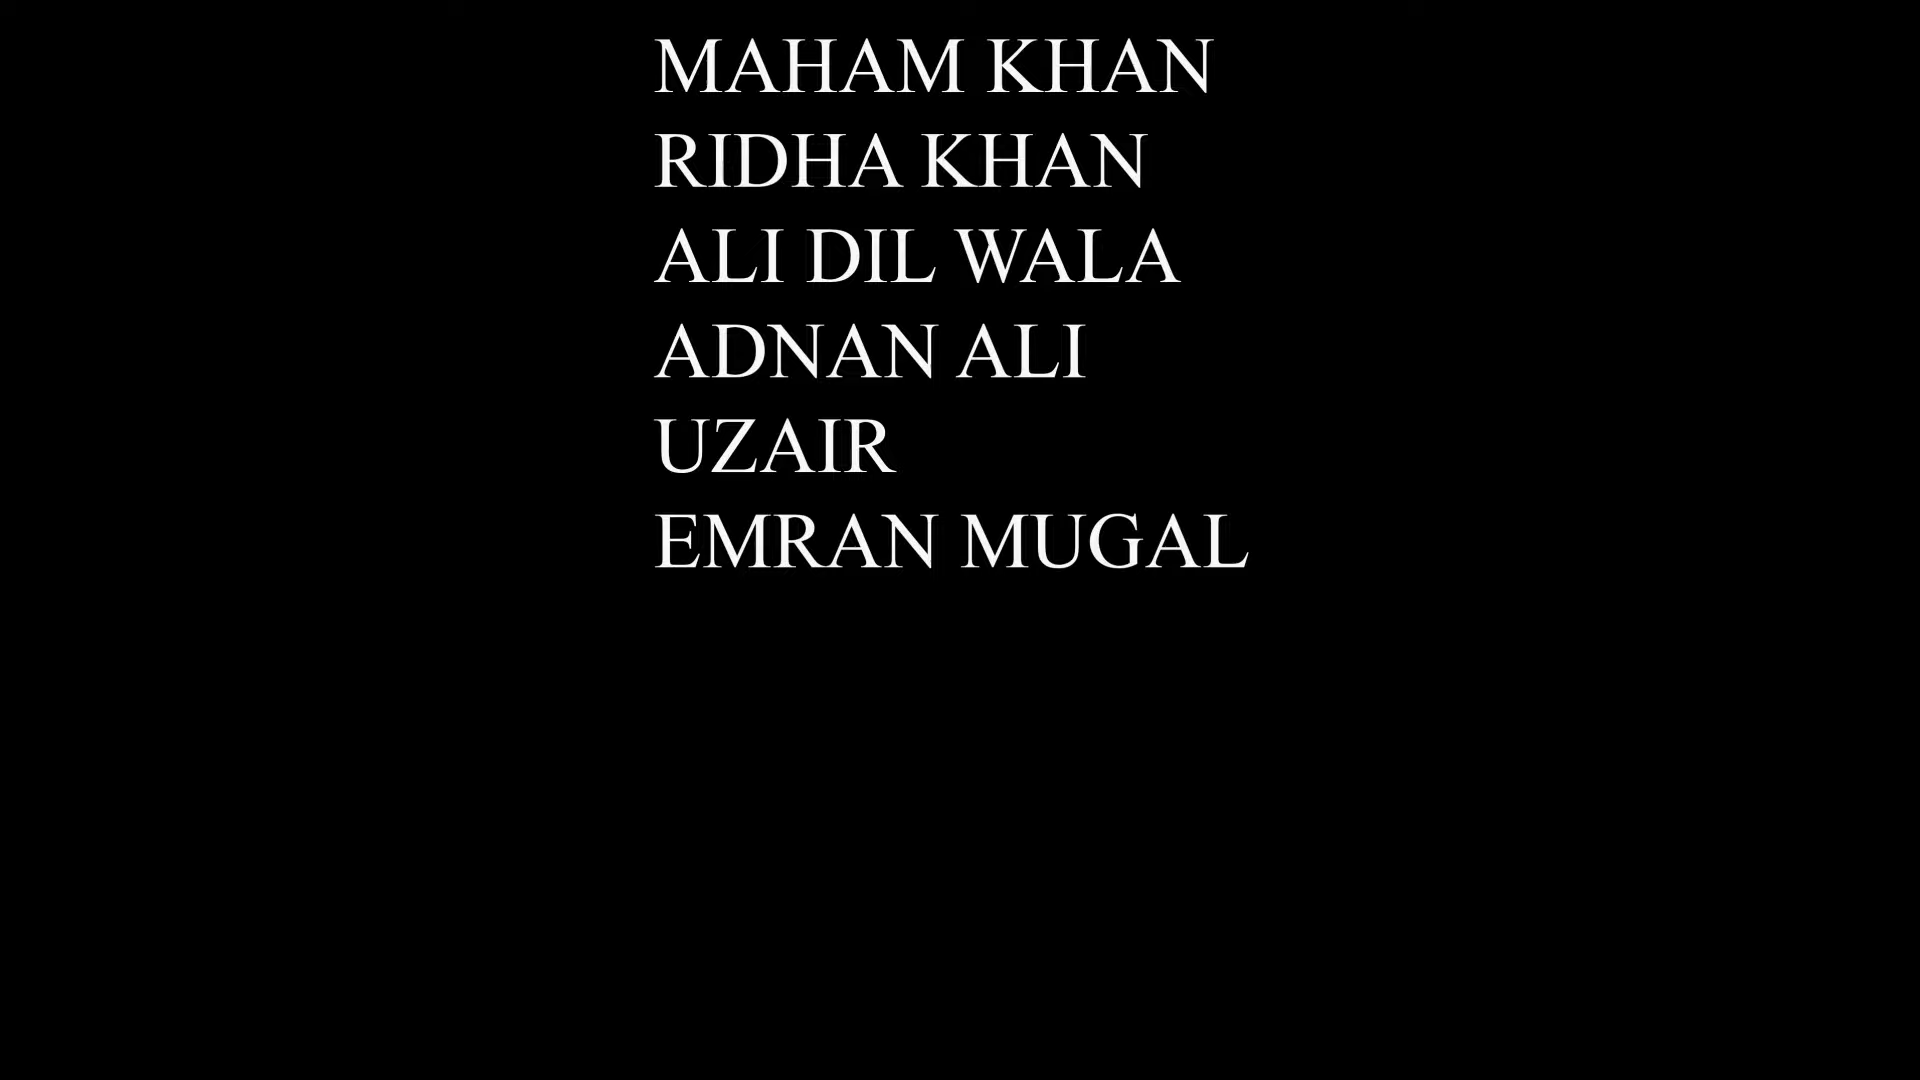 MAHAM KHAN
RIDHA KHAN
ALI DIL WALA
ADNAN ALI
UZAIR
EMRAN MUGAL